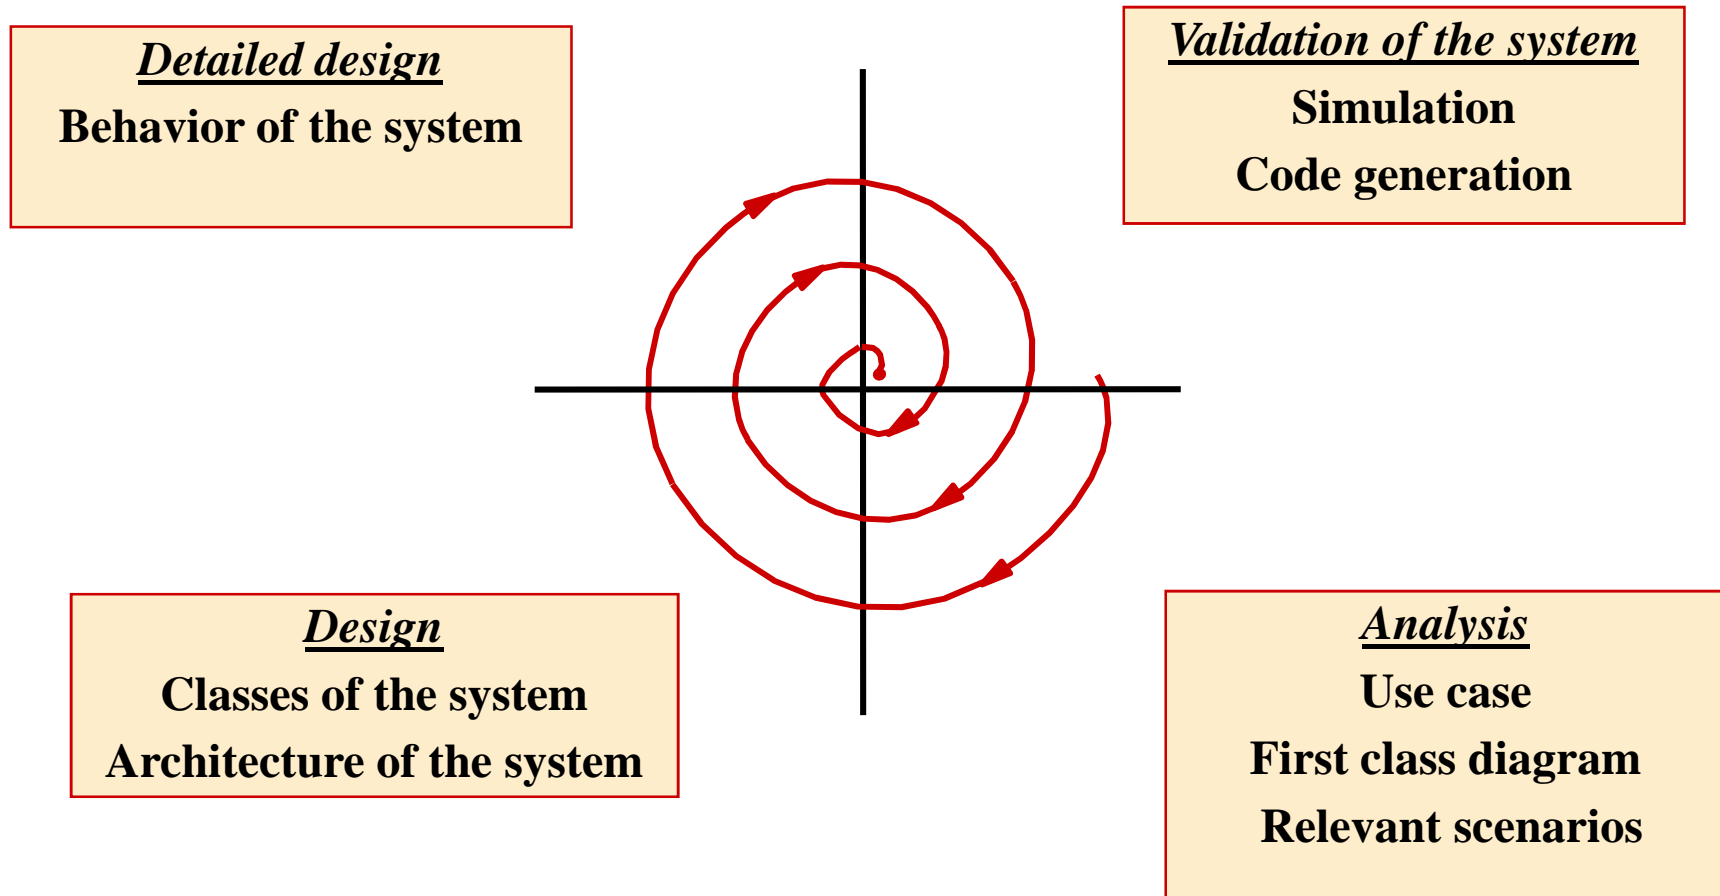 Detailed design
Behavior of the system
Validation of the system
Simulation
Code generation
Design
Classes of the system
Architecture of the system
Analysis
Use case
First class diagram
Relevant scenarios